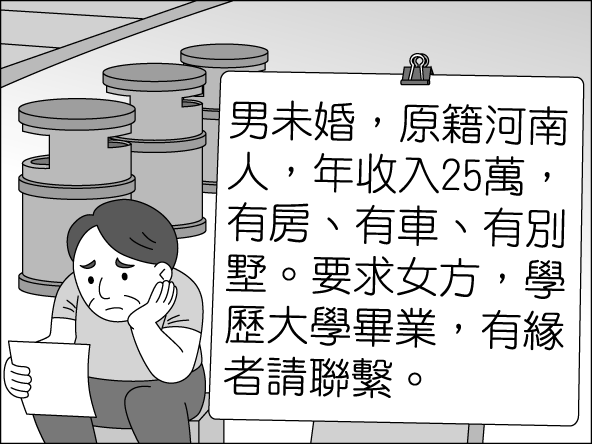 男未婚，原籍河南
人，年收入25萬，
有房、有車、有別
墅。要求女方，學
歷大學畢業，有緣
者請聯繫。